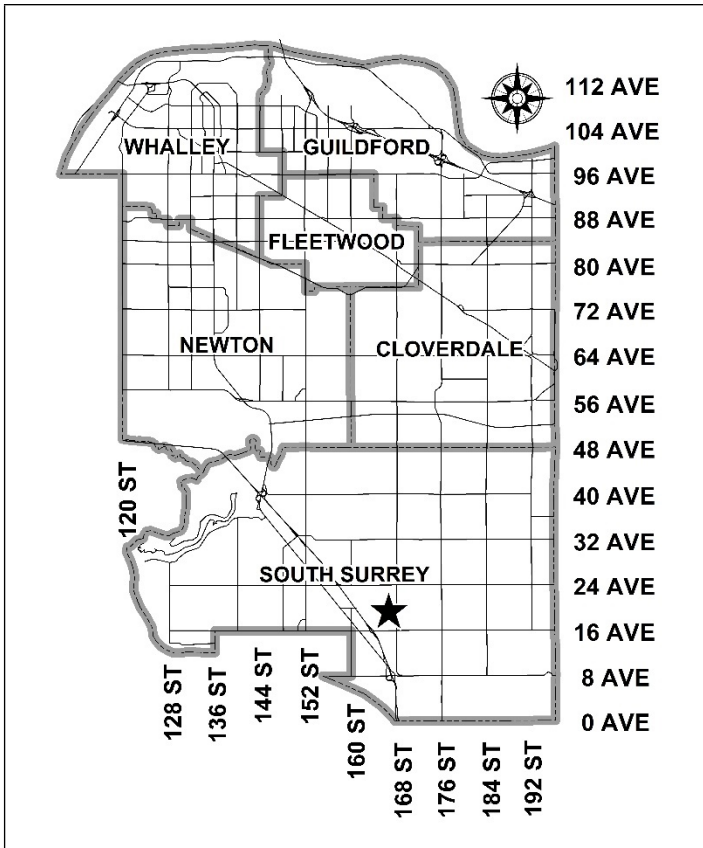 112 AVE
104 AVE
WHALLEY
GUILDFORD
96 AVE
88 AVE
FLEETWOOD
80 AVE
72 AVE
NEWTON
CLOVERDALE
64 AVE
56 AVE
48 AVE
120 ST
40 AVE
32 AVE
SOUTH SURREY
24 AVE
16 AVE
8 AVE
0 AVE
128 ST
136 ST
144 ST
152 ST
160 ST
168 ST
176 ST
184 ST
192 ST